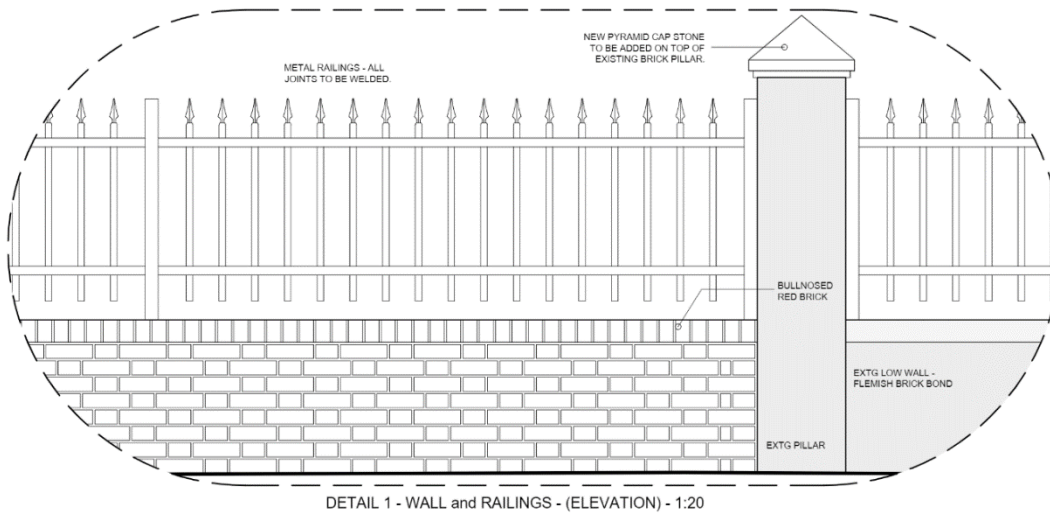 NEW PYRAMID CAP STONE
TO BE ADDED ON TOP OF
EXISTING BRICK PILLAR.
METAL RAILINGS - ALL
JOINTS TO BE WELDED.
BULLNOSED
RED BRICK
EXTG LOW WALL -
FLEMISH BRICK BOND
EXTG PILLAR
DETAIL 1 - WALL and RAILINGS - (ELEVATION) - 1:20